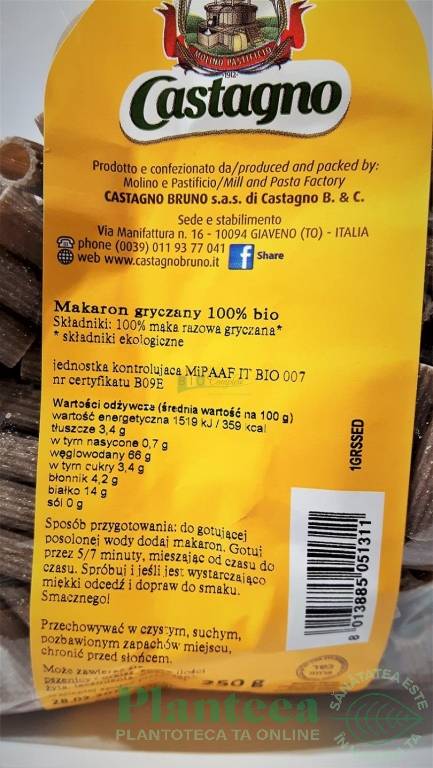 MOLINO PASTIFICIO
1912
Castagno
Prodotto e confezionato da/produced and packed by:
Molino e Pastificio/Mill and Pasta Factory
CASTAGNO BRUNO s.a.s. di Castagno B. & C.
Sede e stabilimento
Via Manifattura n. 16 - 10094 GIAVENO (TO) - ITALIA
phone (0039) 011 93 77 041
web www.castagnobruno.it
f Share
Makaron gryczany 100% bio
Składniki: 100% mąka razowa gryczana*
* składniki ekologiczne
jednostka kontrolująca MiPAAF IT BIO 007
nr certyfikatu B09E
Wartości odżywcze (średnia wartość na 100 g)
wartość energetyczna 1519 kJ / 359 kcal
tłuszcze 3,4 g
w tym nasycone 0,7 g
węglowodany 66 g
w tym cukry 3,4 g
błonnik 4,2 g
białko 14 g
sól 0 g
1GRSSED
Sposób przygotowania: do gotującej
posolonej wody dodaj makaron. Gotuj
przez 5/7 minuty, mieszając od czasu do
czasu. Spróbuj i jeśli jest wystarczająco
miękki odcedź i dopraw do smaku.
Smacznego!
8 013885 051311
Przechowywać w czystym, suchym,
pozbawionym zapachów miejscu,
chronić przed słońcem.
Może
250 g
Planteea
PLANTOTECA TA ONLINE
SĂNĂTATEA ESTE